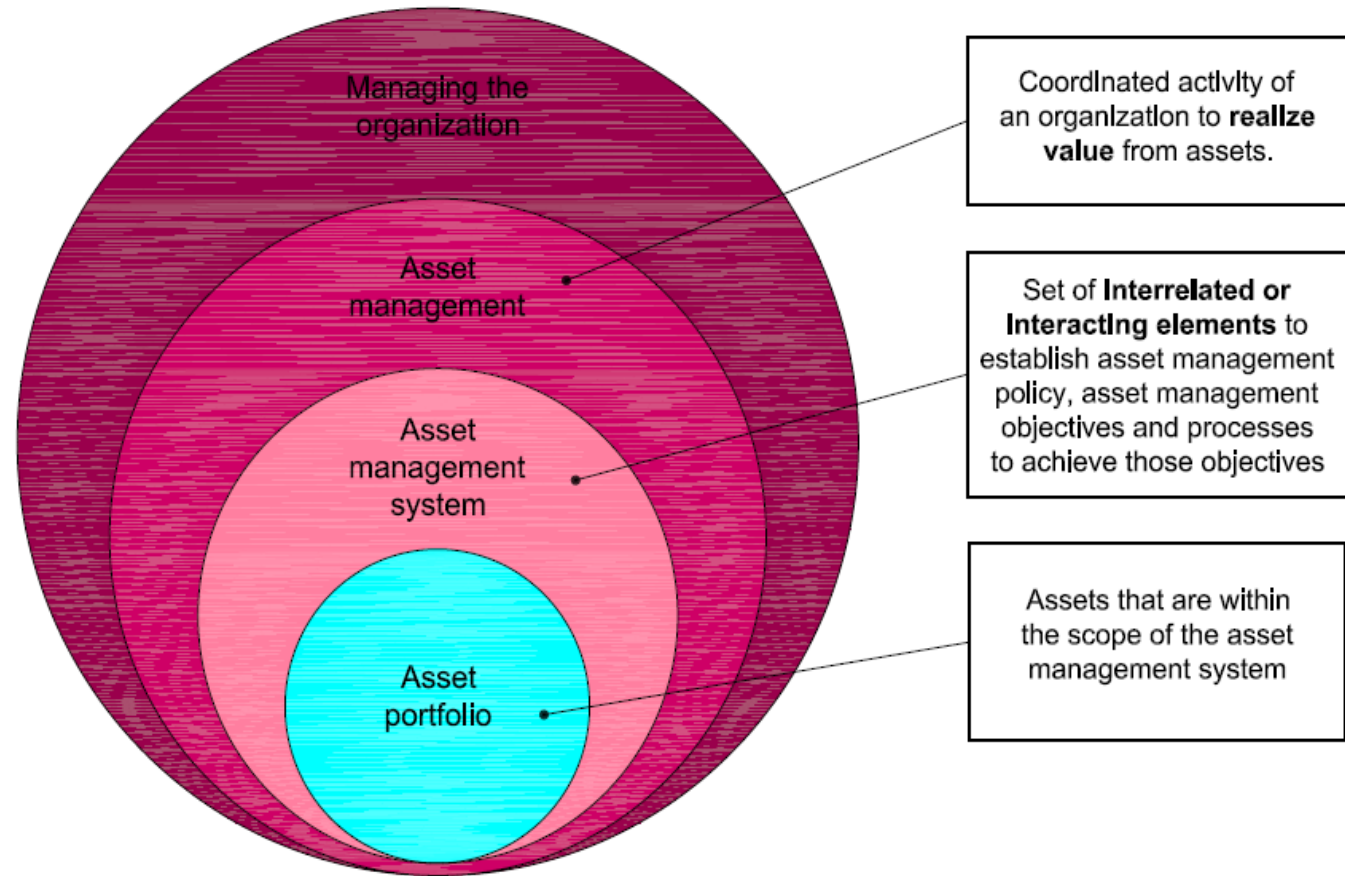 Managing the
organization
Asset
management
Asset
management
system
Asset
portfolio
Coordinated activity of
an organization to realize
value from assets.
Set of Interrelated or
Interacting elements to
establish asset management
policy, asset management
objectives and processes
to achieve those objectives
Assets that are within
the scope of the asset
management system